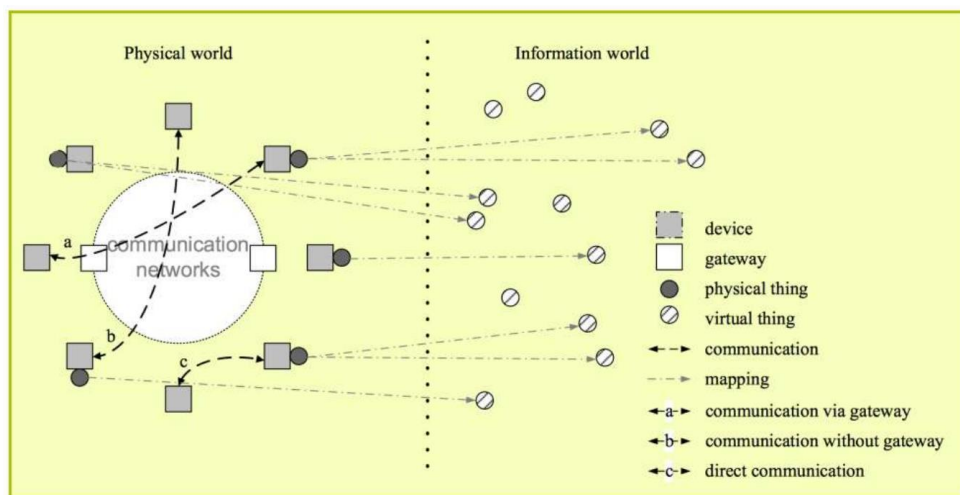 Physical world
Information world
a
communication
networks
b
c
device
gateway
physical thing
virtual thing
communication
mapping
a communication via gateway
b communication without gateway
c direct communication